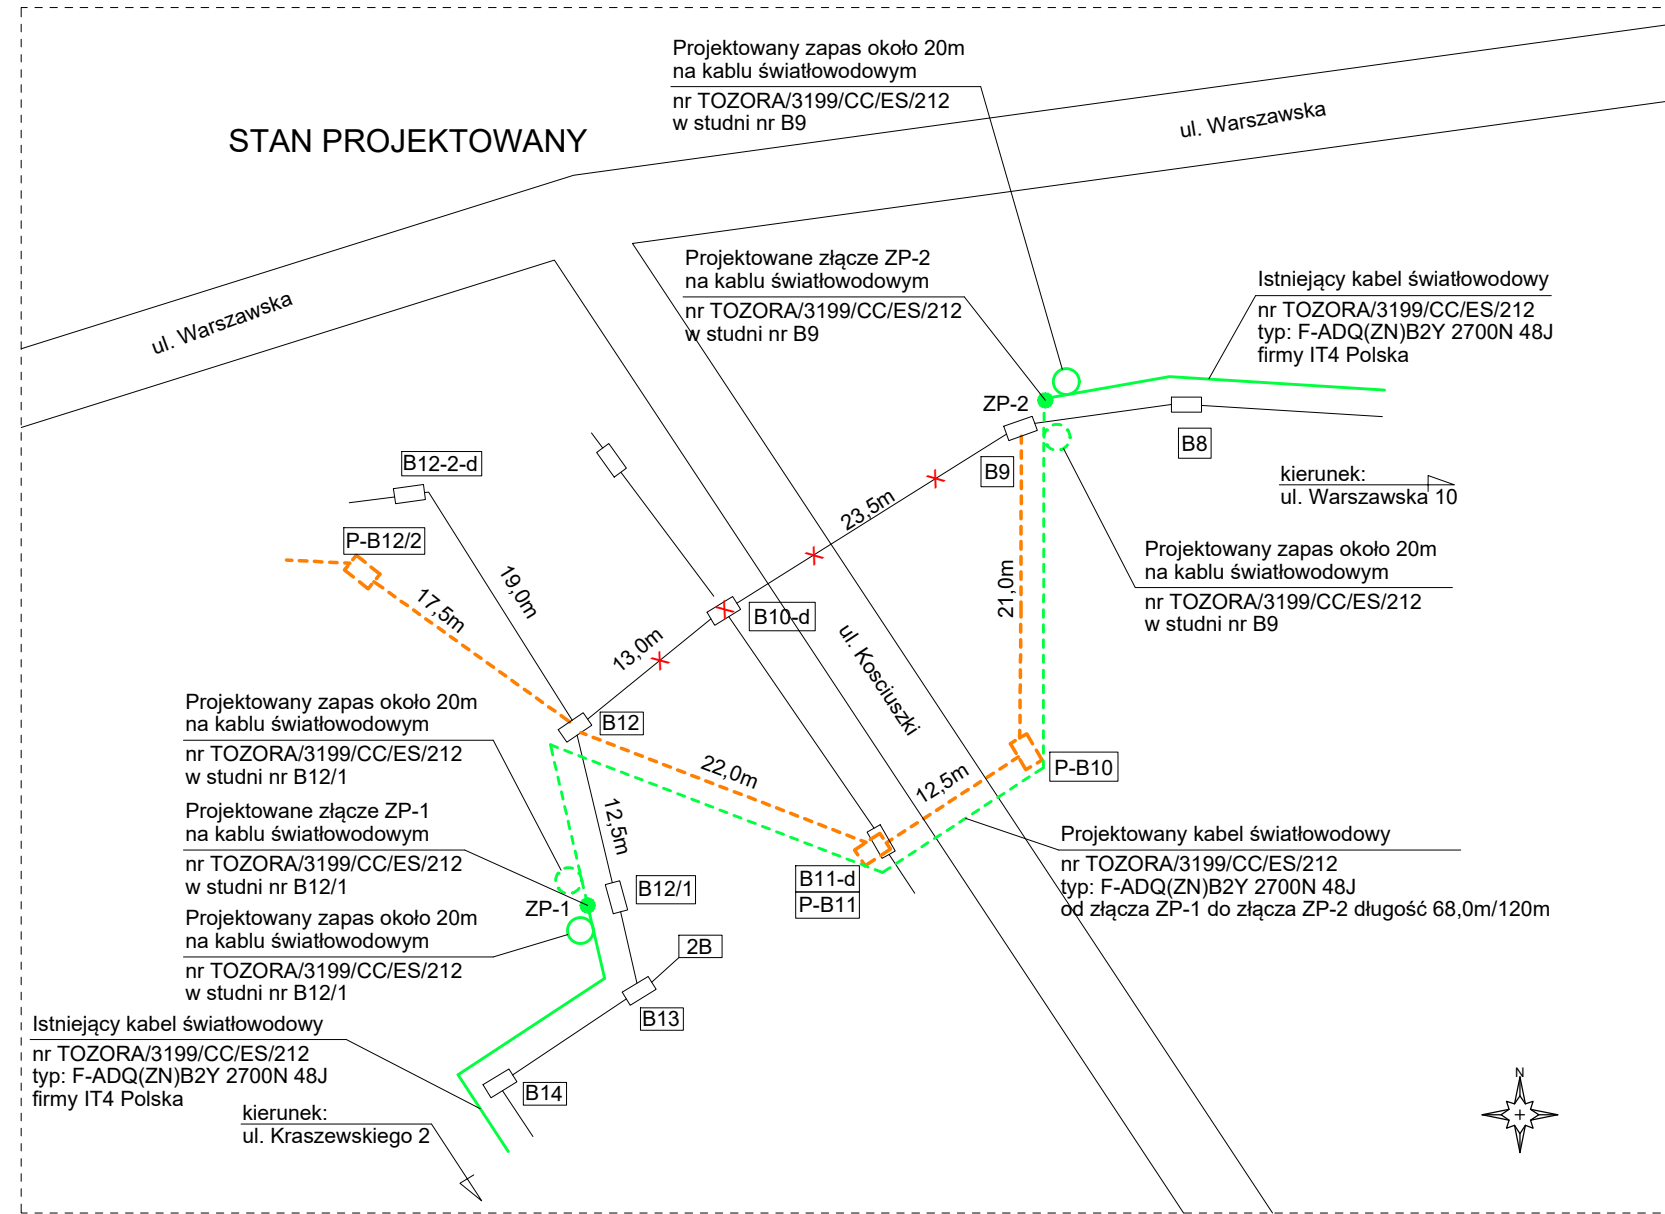 Projektowany zapas około 20m
na kablu światłowodowym
nr TOZORA/3199/CC/ES/212
w studni nr B9
STAN PROJEKTOWANY
ul. Warszawska
Projektowane złącze ZP-2
na kablu światłowodowym
nr TOZORA/3199/CC/ES/212
w studni nr B9
Istniejący kabel światłowodowy
nr TOZORA/3199/CC/ES/212
typ: F-ADQ(ZN)B2Y 2700N 48J
firmy IT4 Polska
ul. Warszawska
ZP-2
B8
B9
B12-2-d
kierunek:
ul. Warszawska 10
23,5m
P-B12/2
Projektowany zapas około 20m
na kablu światłowodowym
nr TOZORA/3199/CC/ES/212
w studni nr B9
19,0m
17,5m
21,0m
B10-d
13,0m
ul. Kosciuszki
Projektowany zapas około 20m
na kablu światłowodowym
nr TOZORA/3199/CC/ES/212
w studni nr B12/1
B12
22,0m
12,5m
P-B10
Projektowane złącze ZP-1
na kablu światłowodowym
nr TOZORA/3199/CC/ES/212
w studni nr B12/1
12,5m
Projektowany kabel światłowodowy
nr TOZORA/3199/CC/ES/212
typ: F-ADQ(ZN)B2Y 2700N 48J
od złącza ZP-1 do złącza ZP-2 długość 68,0m/120m
B11-d
P-B11
B12/1
ZP-1
Projektowany zapas około 20m
na kablu światłowodowym
nr TOZORA/3199/CC/ES/212
w studni nr B12/1
2B
B13
Istniejący kabel światłowodowy
nr TOZORA/3199/CC/ES/212
typ: F-ADQ(ZN)B2Y 2700N 48J
firmy IT4 Polska
B14
kierunek:
ul. Kraszewskiego 2
N